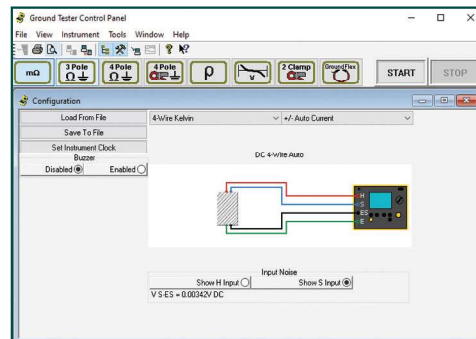 Ground Tester Control Panel
File View Instrument Tools Window Help
mΩ 3 Pole Ω 4 Pole Ω 4 Pole ρ 2 Clamp GroundFlex START STOP
Configuration
Load From File 4-Wire Kelvin +/- Auto Current
Save To File
Set Instrument Clock
Buzzer
Disabled Enabled
DC 4-Wire Auto
H
S
ES
E
Input Noise
Show H Input Show S Input
V S-ES = 0.00342V DC